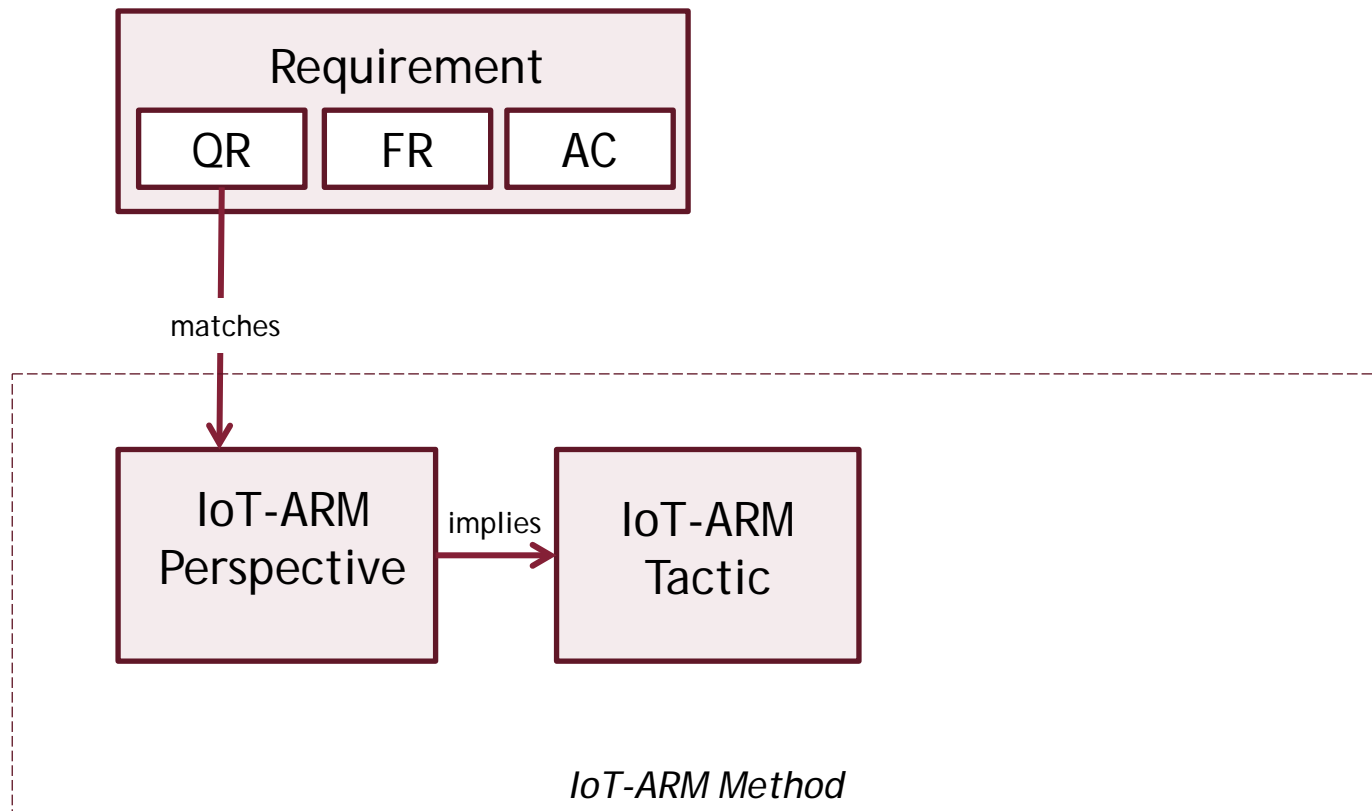 Requirement
QR
FR
AC
matches
IoT-ARM
Perspective
implies
IoT-ARM
Tactic
IoT-ARM Method